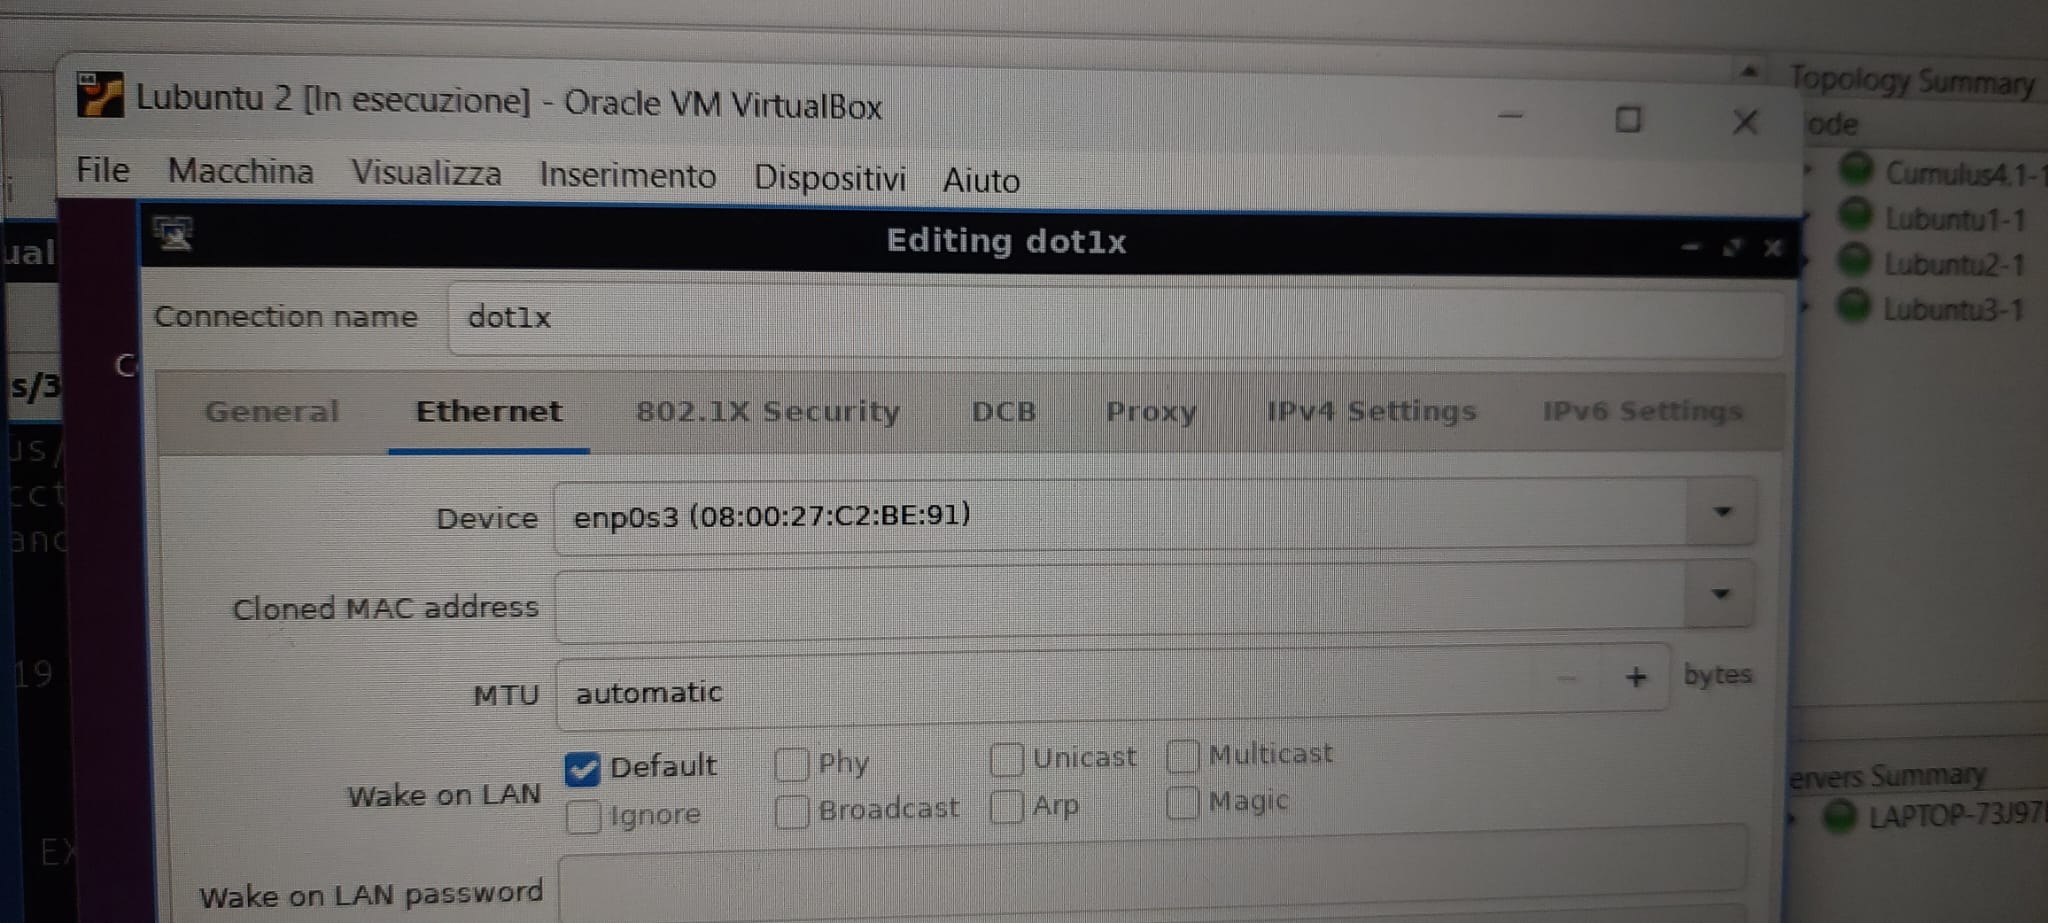 Lubuntu 2 [In esecuzione] - Oracle VM VirtualBox
File Macchina Visualizza Inserimento Dispositivi Aiuto
Editing dot1x
Connection name dot1x
General Ethernet 802.1X Security DCB Proxy IPv4 Settings IPv6 Settings
Device enp0s3 (08:00:27:C2:BE:91)
Cloned MAC address
MTU automatic - + bytes
Wake on LAN
Default Phy Unicast Multicast
Ignore Broadcast Arp Magic
Wake on LAN password
Topology Summary
ode
Cumulus4.1-1
Lubuntu1-1
Lubuntu2-1
Lubuntu3-1
ervers Summary
LAPTOP-73J97
ual
s/3
us/
cct
and
19
EX